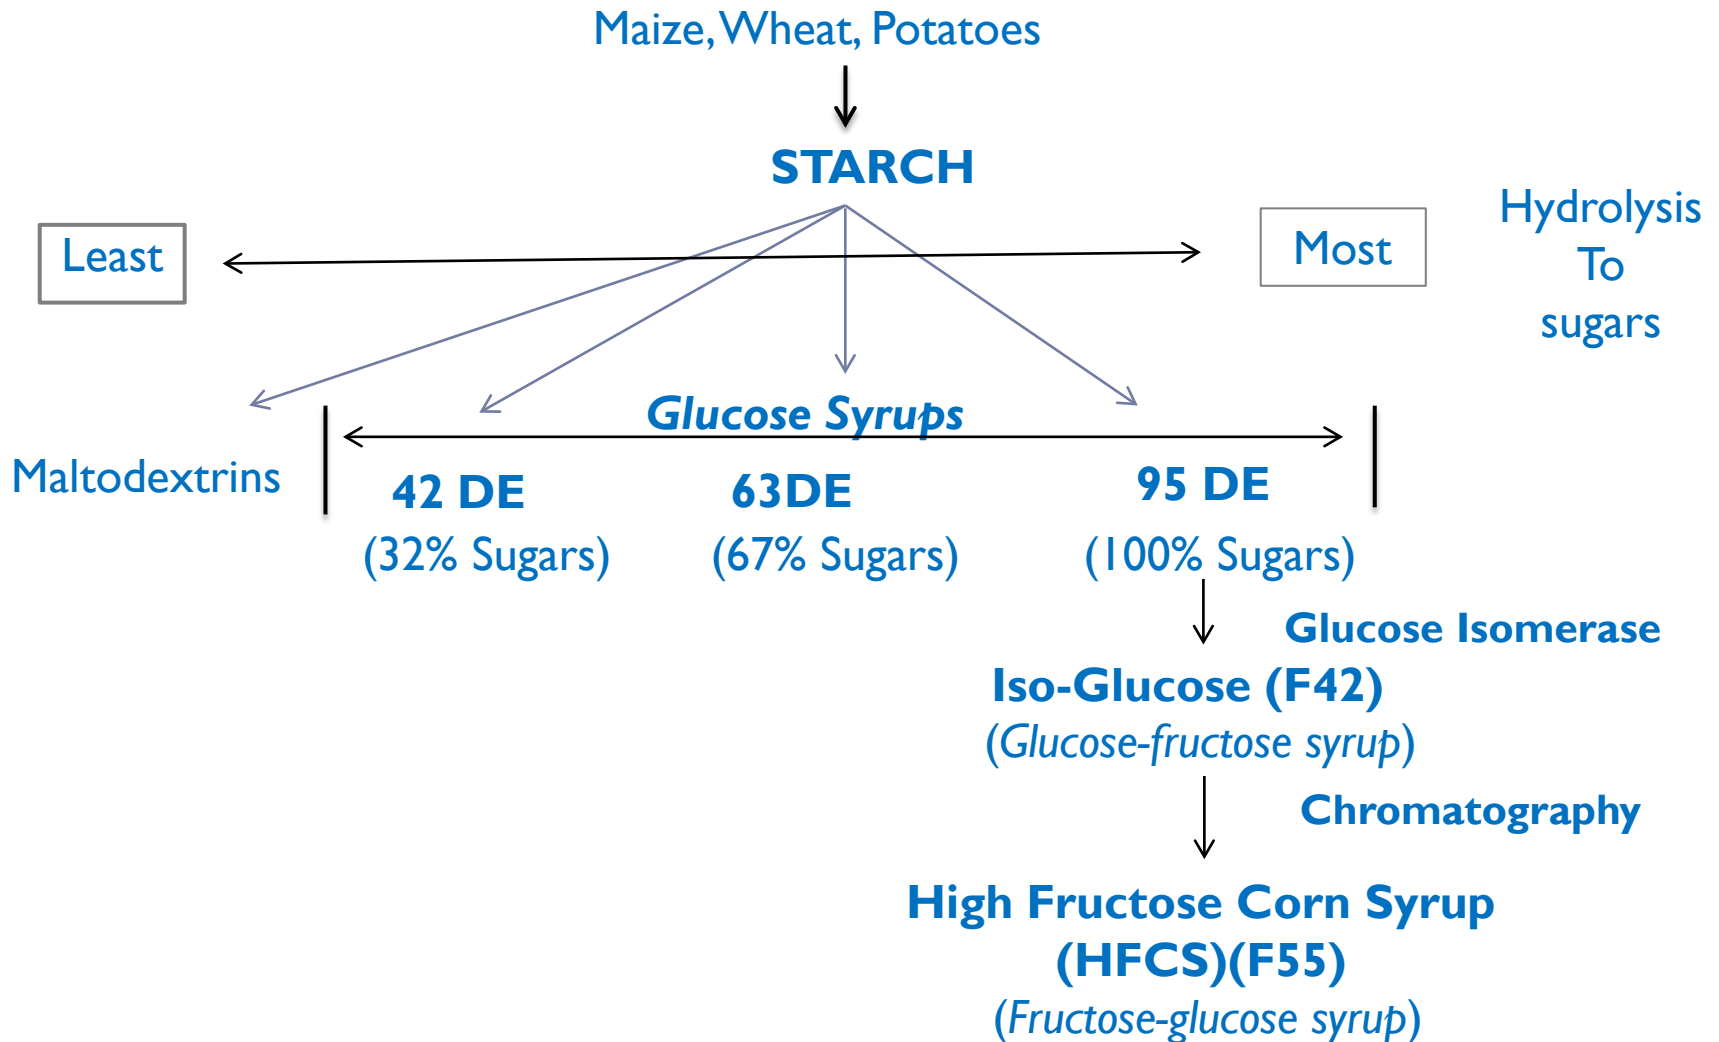 Maize, Wheat, Potatoes
STARCH
Least
Most
Hydrolysis
To
sugars
Glucose Syrups
Maltodextrins
42 DE
63DE
95 DE
(32% Sugars)
(67% Sugars)
(100% Sugars)
Glucose Isomerase
Iso-Glucose (F42)
(Glucose-fructose syrup)
Chromatography
High Fructose Corn Syrup
(HFCS)(F55)
(Fructose-glucose syrup)